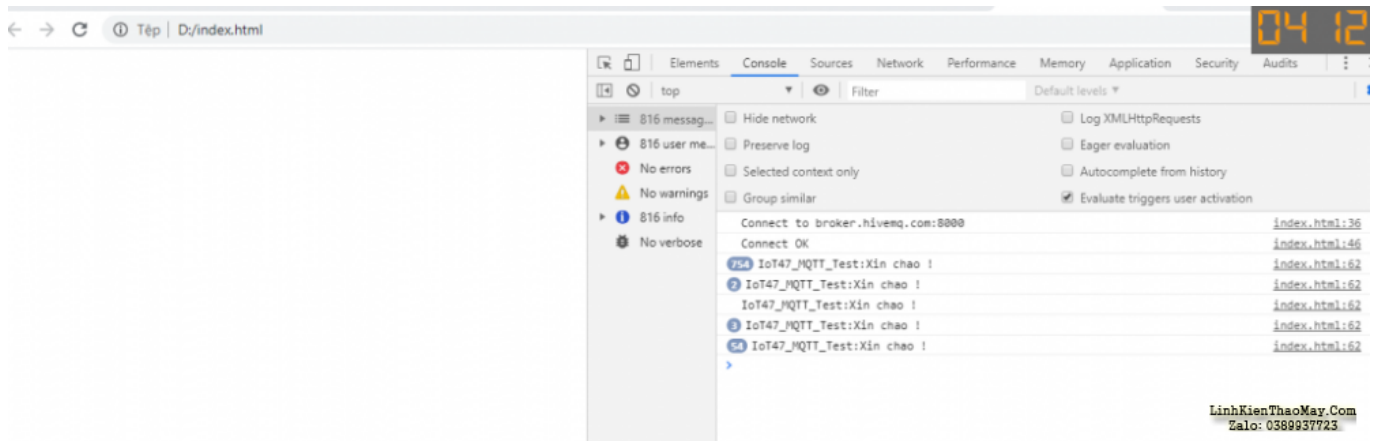 Tệp | D:/index.html
04 12
Elements Console Sources Network Performance Memory Application Security Audits
top Filter Default levels ▼
816 messag... Hide network Log XMLHttpRequests
816 user me... Preserve log Eager evaluation
No errors Selected context only Autocomplete from history
No warnings Group similar Evaluate triggers user activation
816 info
No verbose
Connect to broker.hivemq.com:8000 index.html:36
Connect OK index.html:46
754 IoT47_MQTT_Test:Xin chao ! index.html:62
2 IoT47_MQTT_Test:Xin chao ! index.html:62
IoT47_MQTT_Test:Xin chao ! index.html:62
3 IoT47_MQTT_Test:Xin chao ! index.html:62
54 IoT47_MQTT_Test:Xin chao ! index.html:62
LinhKienThaoMay.Com
Zalo: 0389937723